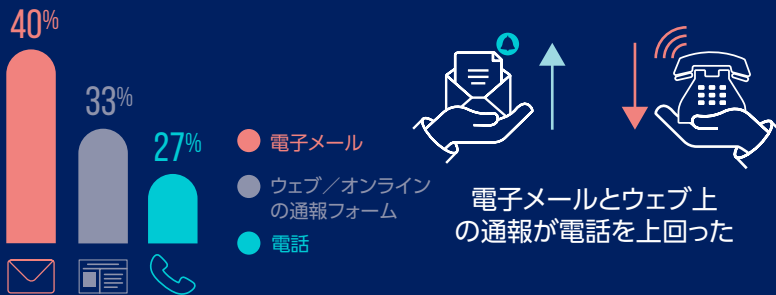 40%
33%
27%
電子メール
ウェブ／オンライン
の通報フォーム
電話
電子メールとウェブ上
の通報が電話を上回った